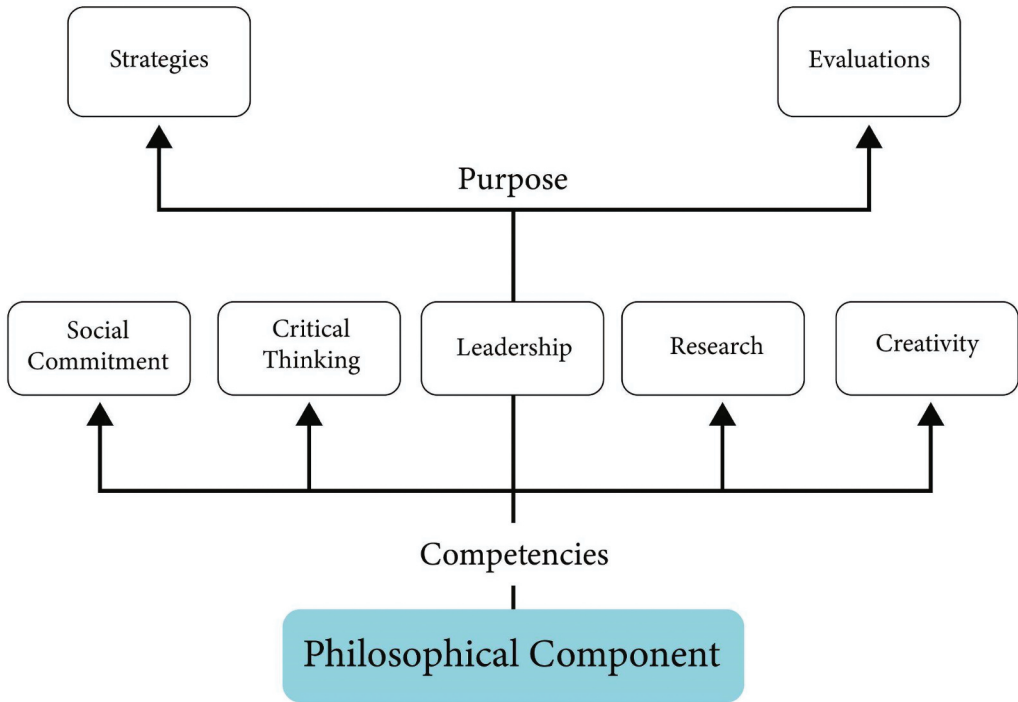 Strategies
Evaluations
Purpose
Social
Commitment
Critical
Thinking
Leadership
Research
Creativity
Competencies
Philosophical Component